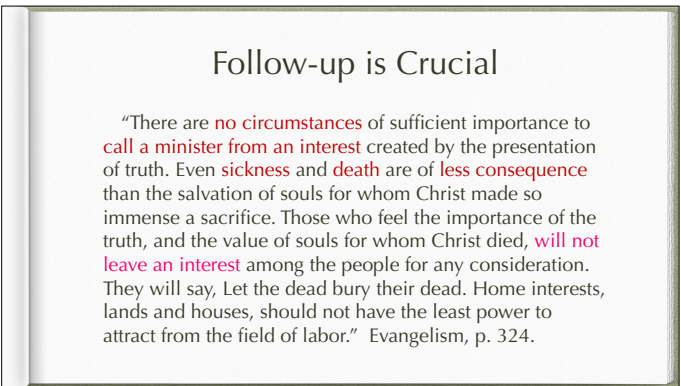 Follow-up is Crucial
“There are no circumstances of sufficient importance to
call a minister from an interest created by the presentation
of truth. Even sickness and death are of less consequence
than the salvation of souls for whom Christ made so
immense a sacrifice. Those who feel the importance of the
truth, and the value of souls for whom Christ died, will not
leave an interest among the people for any consideration.
They will say, Let the dead bury their dead. Home interests,
lands and houses, should not have the least power to
attract from the field of labor.” Evangelism, p. 324.